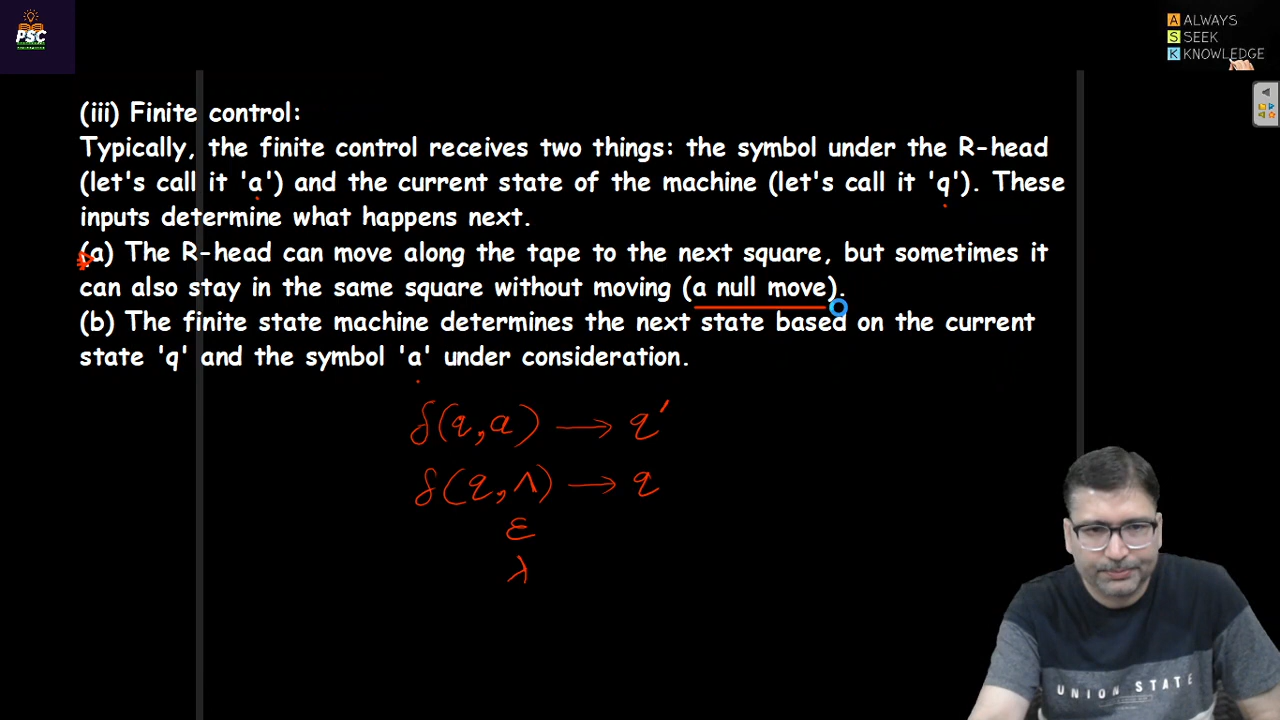 PSC
A ALWAYS
S SEEK
K KNOWLEDGE
(iii) Finite control:
Typically, the finite control receives two things: the symbol under the R-head
(let's call it 'a') and the current state of the machine (let's call it 'q'). These
inputs determine what happens next.
(a) The R-head can move along the tape to the next square, but sometimes it
can also stay in the same square without moving (a null move).
(b) The finite state machine determines the next state based on the current
state 'q' and the symbol 'a' under consideration.
δ(q,a) → q'
δ(q,Λ) → q
ε
λ
UNION STATE